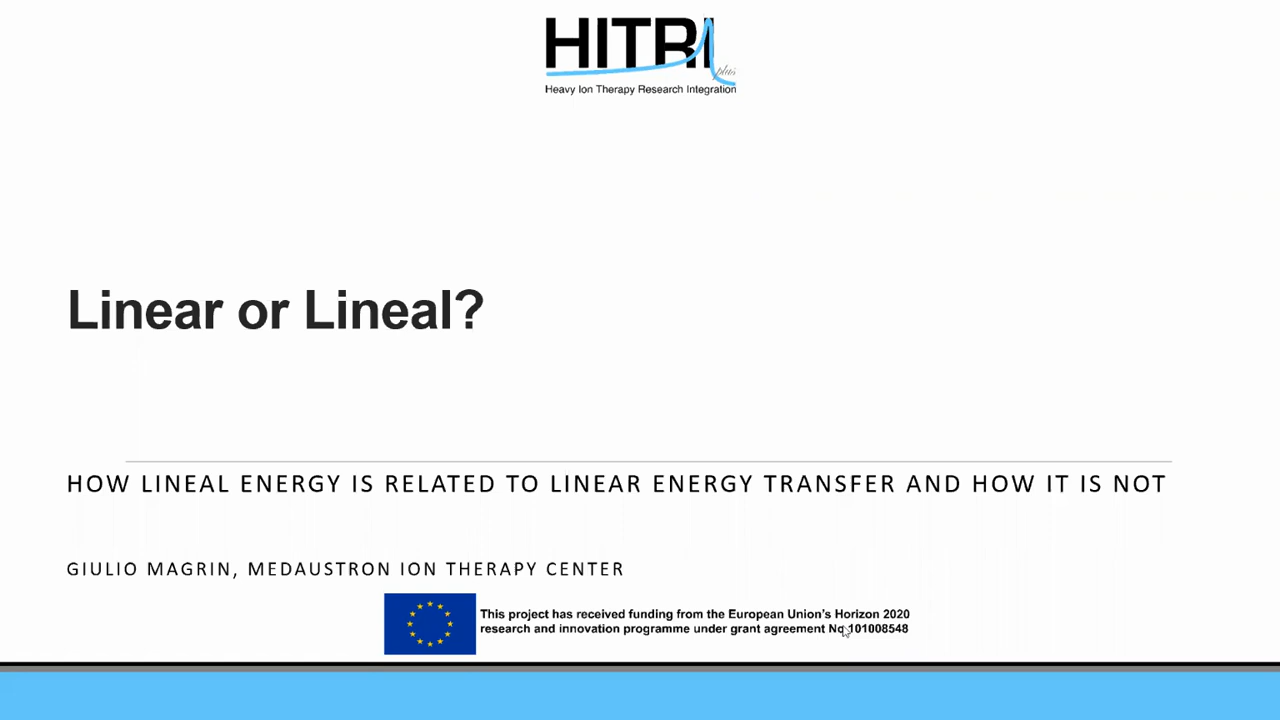 HITRI
plus
Heavy Ion Therapy Research Integration
Linear or Lineal?
HOW LINEAL ENERGY IS RELATED TO LINEAR ENERGY TRANSFER AND HOW IT IS NOT
GIULIO MAGRIN, MEDAUSTRON ION THERAPY CENTER
This project has received funding from the European Union's Horizon 2020
research and innovation programme under grant agreement No 101008548